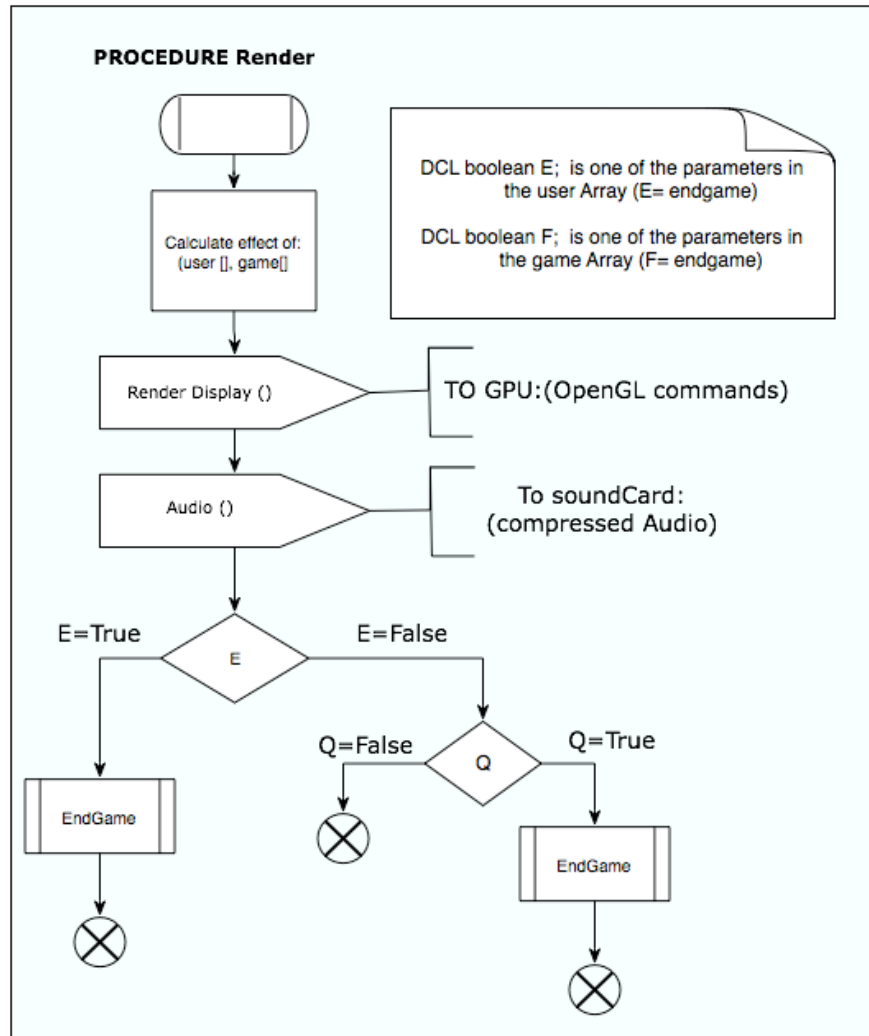 PROCEDURE Render
DCL boolean E;  is one of the parameters in
the user Array (E= endgame)
DCL boolean F;  is one of the parameters in
the game Array (F= endgame)
Calculate effect of:
(user [], game[]
Render Display ()
TO GPU:(OpenGL commands)
Audio ()
To soundCard:
(compressed Audio)
E=True
E=False
E
Q=False
Q=True
Q
EndGame
EndGame